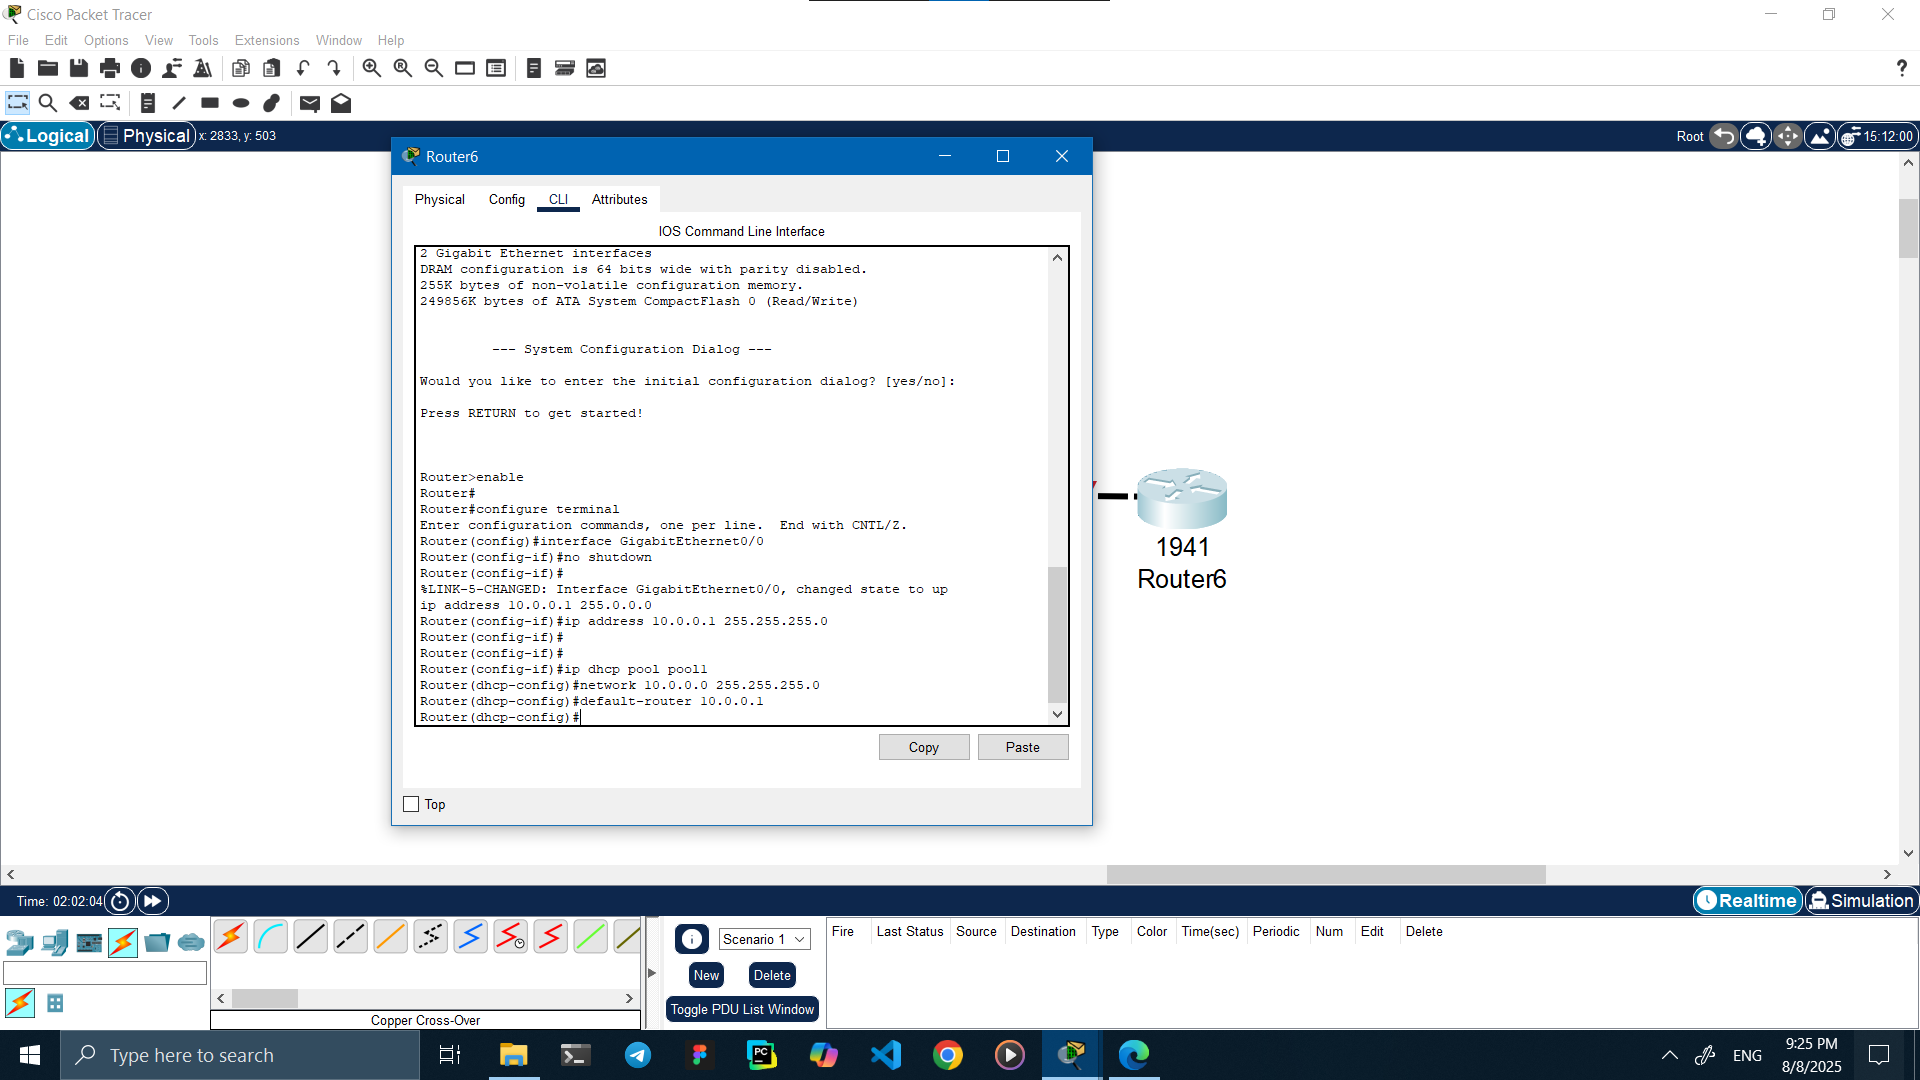 Cisco Packet Tracer
File Edit Options View Tools Extensions Window Help
?
Logical Physical x: 2833, y: 503 Root 15:12:00
Router6
Physical Config CLI Attributes
IOS Command Line Interface
2 Gigabit Ethernet interfaces
DRAM configuration is 64 bits wide with parity disabled.
255K bytes of non-volatile configuration memory.
249856K bytes of ATA System CompactFlash 0 (Read/Write)
--- System Configuration Dialog ---
Would you like to enter the initial configuration dialog? [yes/no]:
Press RETURN to get started!
Router>enable
Router#
Router#configure terminal
Enter configuration commands, one per line.  End with CNTL/Z.
Router(config)#interface GigabitEthernet0/0
Router(config-if)#no shutdown
Router(config-if)#
%LINK-5-CHANGED: Interface GigabitEthernet0/0, changed state to up
ip address 10.0.0.1 255.0.0.0
Router(config-if)#ip address 10.0.0.1 255.255.255.0
Router(config-if)#
Router(config-if)#
Router(config-if)#ip dhcp pool pool1
Router(dhcp-config)#network 10.0.0.0 255.255.255.0
Router(dhcp-config)#default-router 10.0.0.1
Router(dhcp-config)#
Copy Paste
Top
1941
Router6
Time: 02:02:04 Realtime Simulation
Scenario 1
New Delete
Toggle PDU List Window
Fire Last Status Source Destination Type Color Time(sec) Periodic Num Edit Delete
Copper Cross-Over
Type here to search
PC
ENG
9:25 PM
8/8/2025